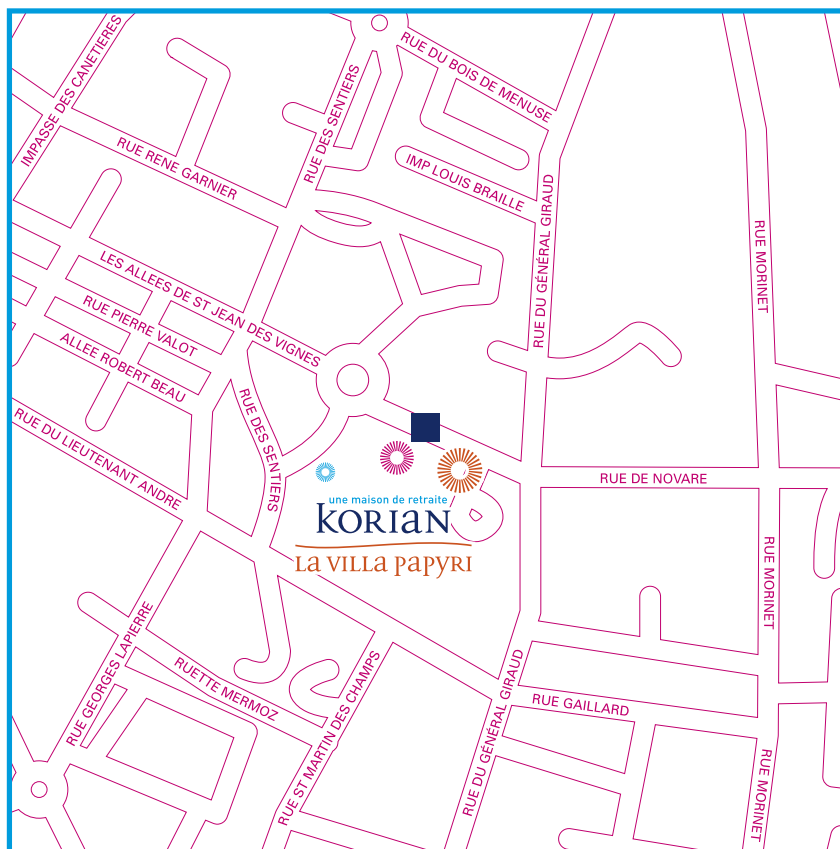 IMPASSE DES CANETIERES
RUE DU BOIS DE MENUSE
RUE DES SENTIERS
RUE RENE GARNIER
IMP LOUIS BRAILLE
RUE DU GÉNÉRAL GIRAUD
RUE MORINET
LES ALLEES DE ST JEAN DES VIGNES
RUE PIERRE VALOT
ALLEE ROBERT BEAU
RUE DU LIEUTENANT ANDRE
RUE DES SENTIERS
RUE DE NOVARE
une maison de retraite
KORIAN
LA VILLA PAPYRI
RUE MORINET
RUE GEORGES LAPIERRE
RUETTE MERMOZ
RUE ST MARTIN DES CHAMPS
RUE DU GÉNÉRAL GIRAUD
RUE GAILLARD
RUE MORINET